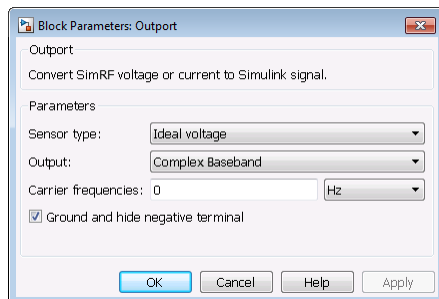 Block Parameters: Outport
Outport
Convert SimRF voltage or current to Simulink signal.
Parameters
Sensor type: Ideal voltage
Output: Complex Baseband
Carrier frequencies: 0 Hz
Ground and hide negative terminal
OK Cancel Help Apply